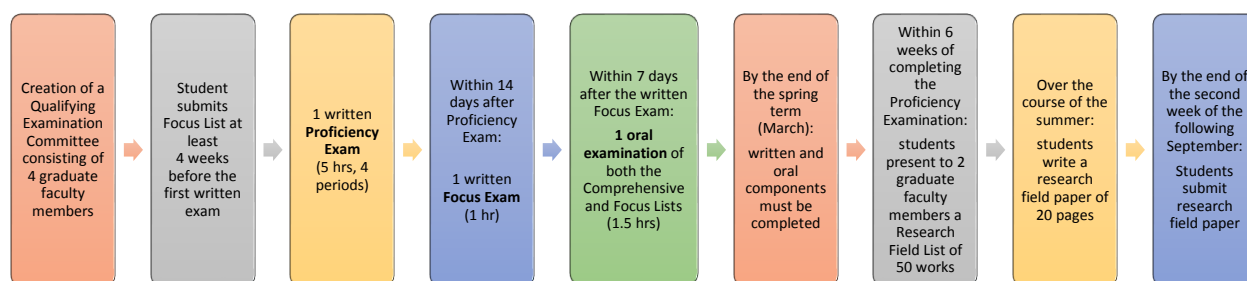 Creation of a
Qualifying
Examination
Committee
consisting of
4 graduate
faculty
members
Student
submits
Focus List at
least
4 weeks
before the
first written
exam
1 written
Proficiency
Exam
(5 hrs, 4
periods)
Within 14
days after
Proficiency
Exam:
1 written
Focus Exam
(1 hr)
Within 7 days
after the written
Focus Exam:
1 oral
examination of
both the
Comprehensive
and Focus Lists
(1.5 hrs)
By the end of
the spring
term
(March):
written and
oral
components
must be
completed
Within 6
weeks of
completing
the
Proficiency
Examination:
students
present to 2
graduate
faculty
members a
Research
Field List of
50 works
Over the
course of the
summer:
students
write a
research
field paper of
20 pages
By the end of
the second
week of the
following
September:
Students
submit
research
field paper